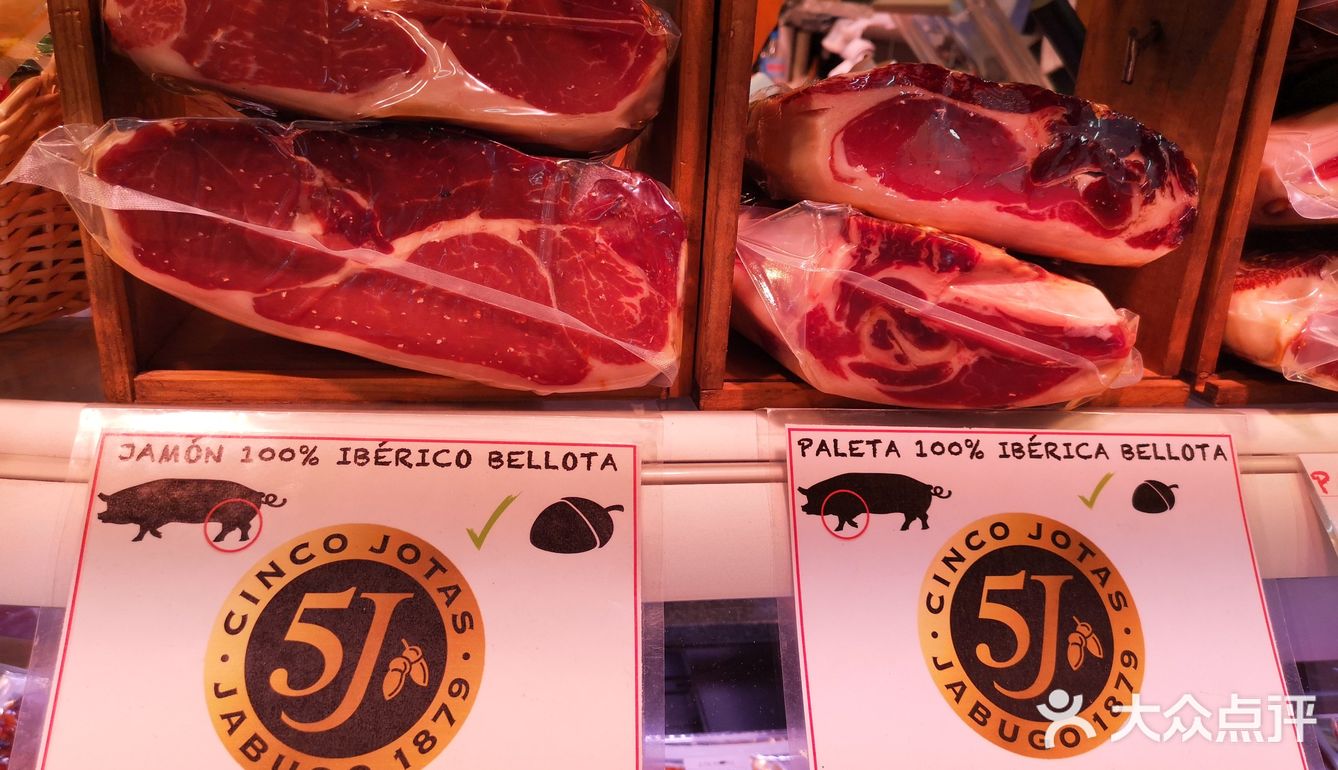 JAMÓN 100% IBÉRICO BELLOTA
CINCO JOTAS
5J
JABUGO 1879
PALETA 100% IBÉRICA BELLOTA
CINCO JOTAS
5J
JABUGO 1879
P
大众点评